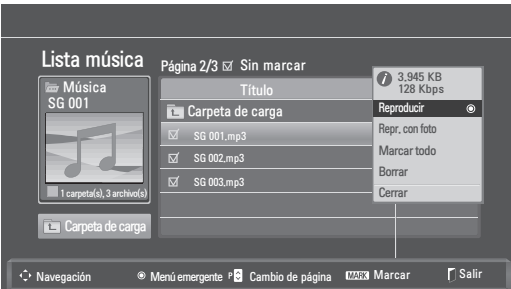 Lista música
Página 2/3 Sin marcar
Música
SG 001
1 carpeta(s), 3 archivo(s)
Carpeta de carga
Título
Carpeta de carga
SG 001.mp3
SG 002.mp3
SG 003.mp3
3,945 KB
128 Kbps
Reproducir
Repr. con foto
Marcar todo
Borrar
Cerrar
Navegación Menú emergente P Cambio de página MARK Marcar Salir